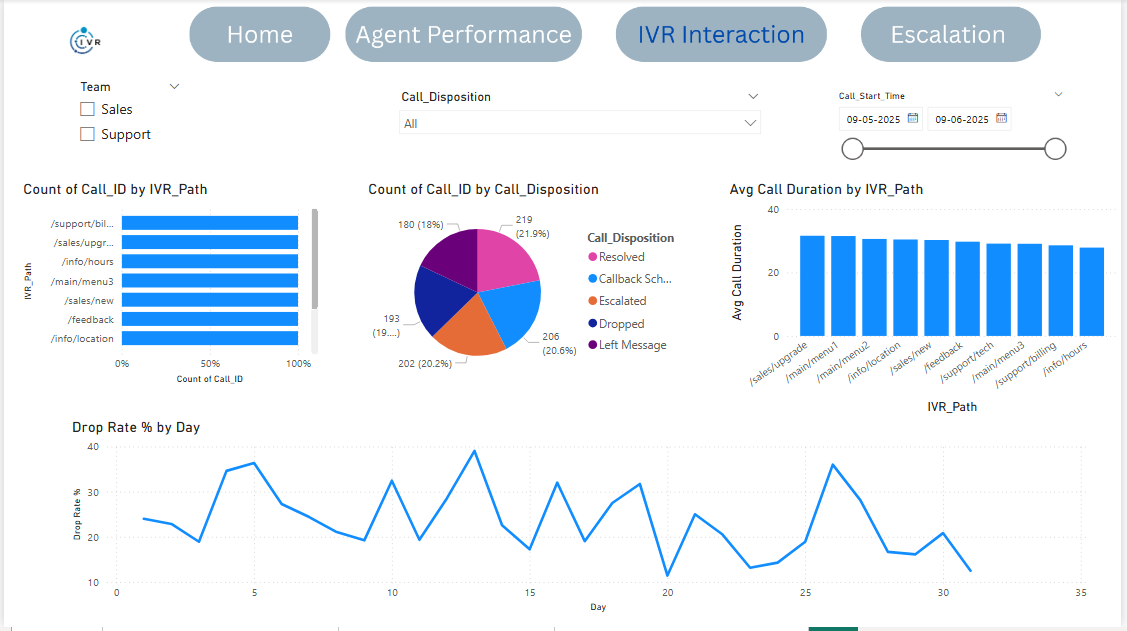 IVR
Home
Agent Performance
IVR Interaction
Escalation
Team
Sales
Support
Call_Disposition
All
Call_Start_Time
09-05-2025
09-06-2025
Count of Call_ID by IVR_Path
IVR_Path
/support/bil...
/sales/upgr...
/info/hours
/main/menu3
/sales/new
/feedback
/info/location
0%
50%
100%
Count of Call_ID
Count of Call_ID by Call_Disposition
180 (18%)
219
(21.9%)
193
(19....)
206
(20.6%)
202 (20.2%)
Call_Disposition
Resolved
Callback Sch...
Escalated
Dropped
Left Message
Avg Call Duration by IVR_Path
Avg Call Duration
40
20
0
/sales/upgrade
/main/menu1
/main/menu2
/info/location
/sales/new
/feedback
/support/tech
/main/menu3
/support/billing
/info/hours
IVR_Path
Drop Rate % by Day
Drop Rate %
40
30
20
10
0
5
10
15
20
25
30
35
Day